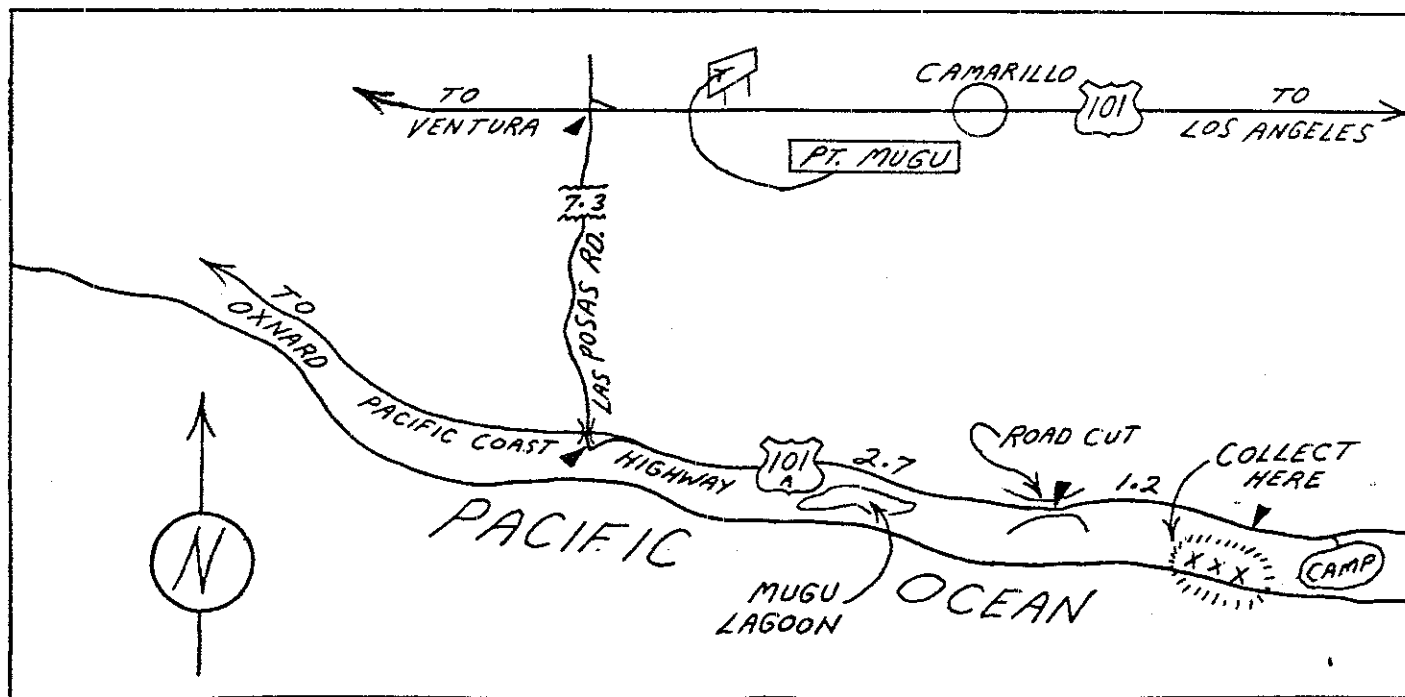 TO
VENTURA
CAMARILLO
101
TO
LOS ANGELES
PT. MUGU
7.3
LAS POSAS RD.
TO
OXNARD
PACIFIC COAST
HIGHWAY
101
A
2.7
ROAD CUT
1.2
COLLECT
HERE
X X X
CAMP
PACIFIC
OCEAN
MUGU
LAGOON
N